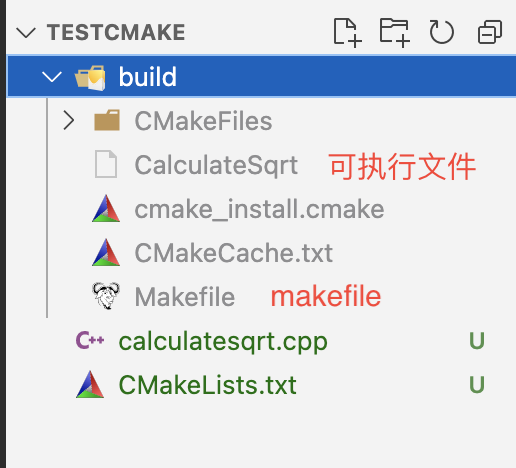 TESTCMAKE
build
CMakeFiles
CalculateSqrt 可执行文件
cmake_install.cmake
CMakeCache.txt
Makefile makefile
C++ calculatesqrt.cpp U
CMakeLists.txt U